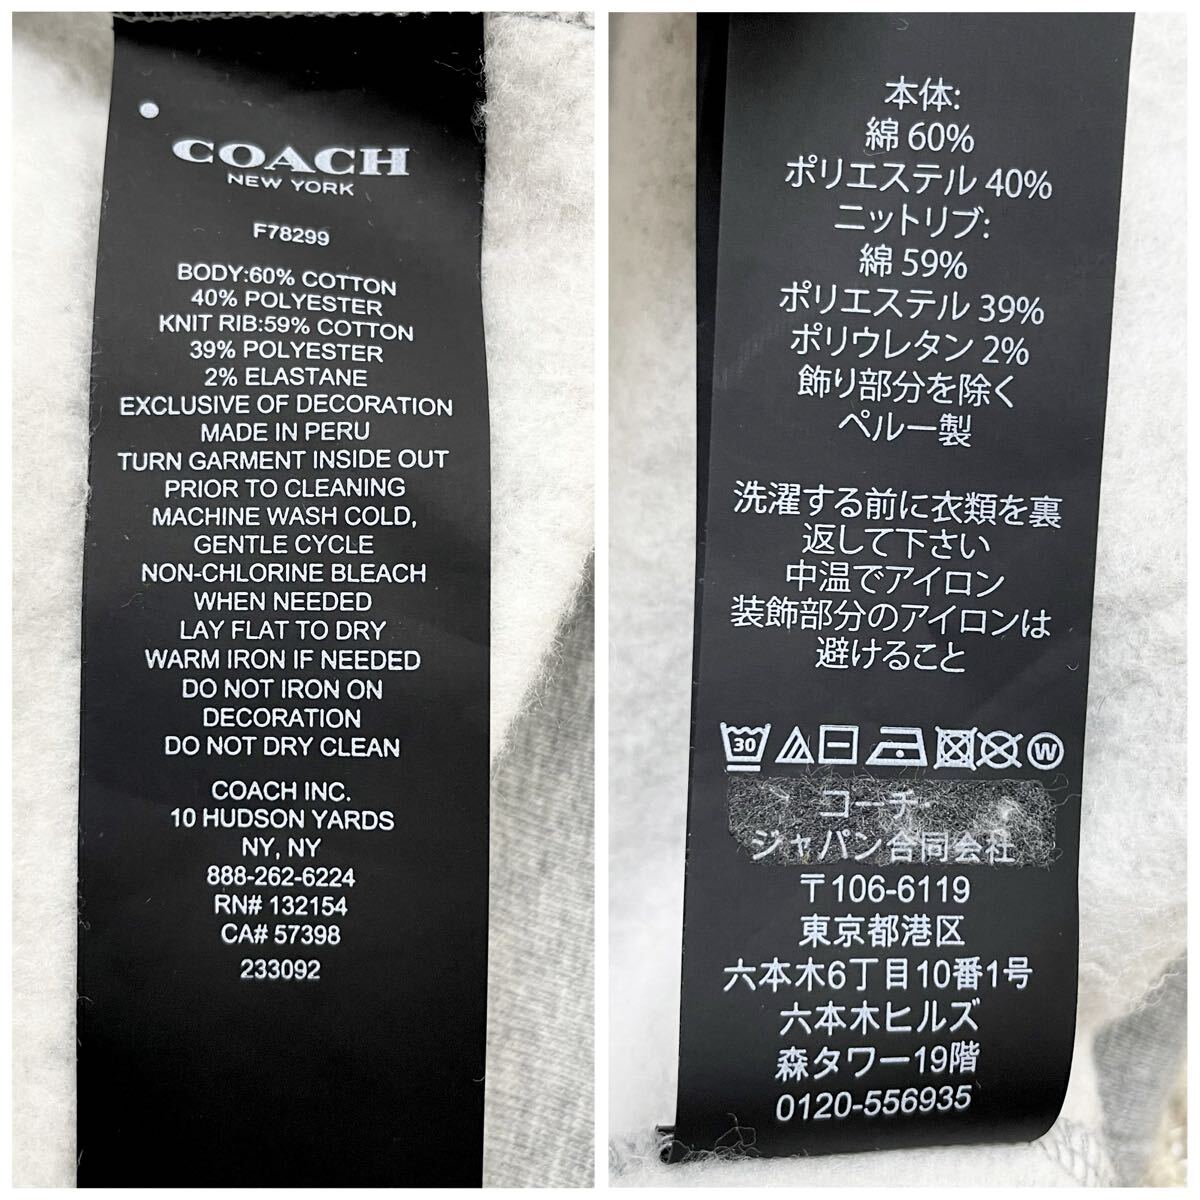 COACH
NEW YORK
F78299
BODY:60% COTTON
40% POLYESTER
KNIT RIB:59% COTTON
39% POLYESTER
2% ELASTANE
EXCLUSIVE OF DECORATION
MADE IN PERU
TURN GARMENT INSIDE OUT
PRIOR TO CLEANING
MACHINE WASH COLD,
GENTLE CYCLE
NON-CHLORINE BLEACH
WHEN NEEDED
LAY FLAT TO DRY
WARM IRON IF NEEDED
DO NOT IRON ON
DECORATION
DO NOT DRY CLEAN
COACH INC.
10 HUDSON YARDS
NY, NY
888-262-6224
RN# 132154
CA# 57398
233092
本体:
綿 60%
ポリエステル 40%
ニットリブ:
綿 59%
ポリエステル 39%
ポリウレタン 2%
飾り部分を除く
ペルー製
洗濯する前に衣類を裏
返して下さい
中温でアイロン
装飾部分のアイロンは
避けること
30 W
コーチ・
ジャパン合同会社
〒106-6119
東京都港区
六本木6丁目10番1号
六本木ヒルズ
森タワー19階
0120-556935